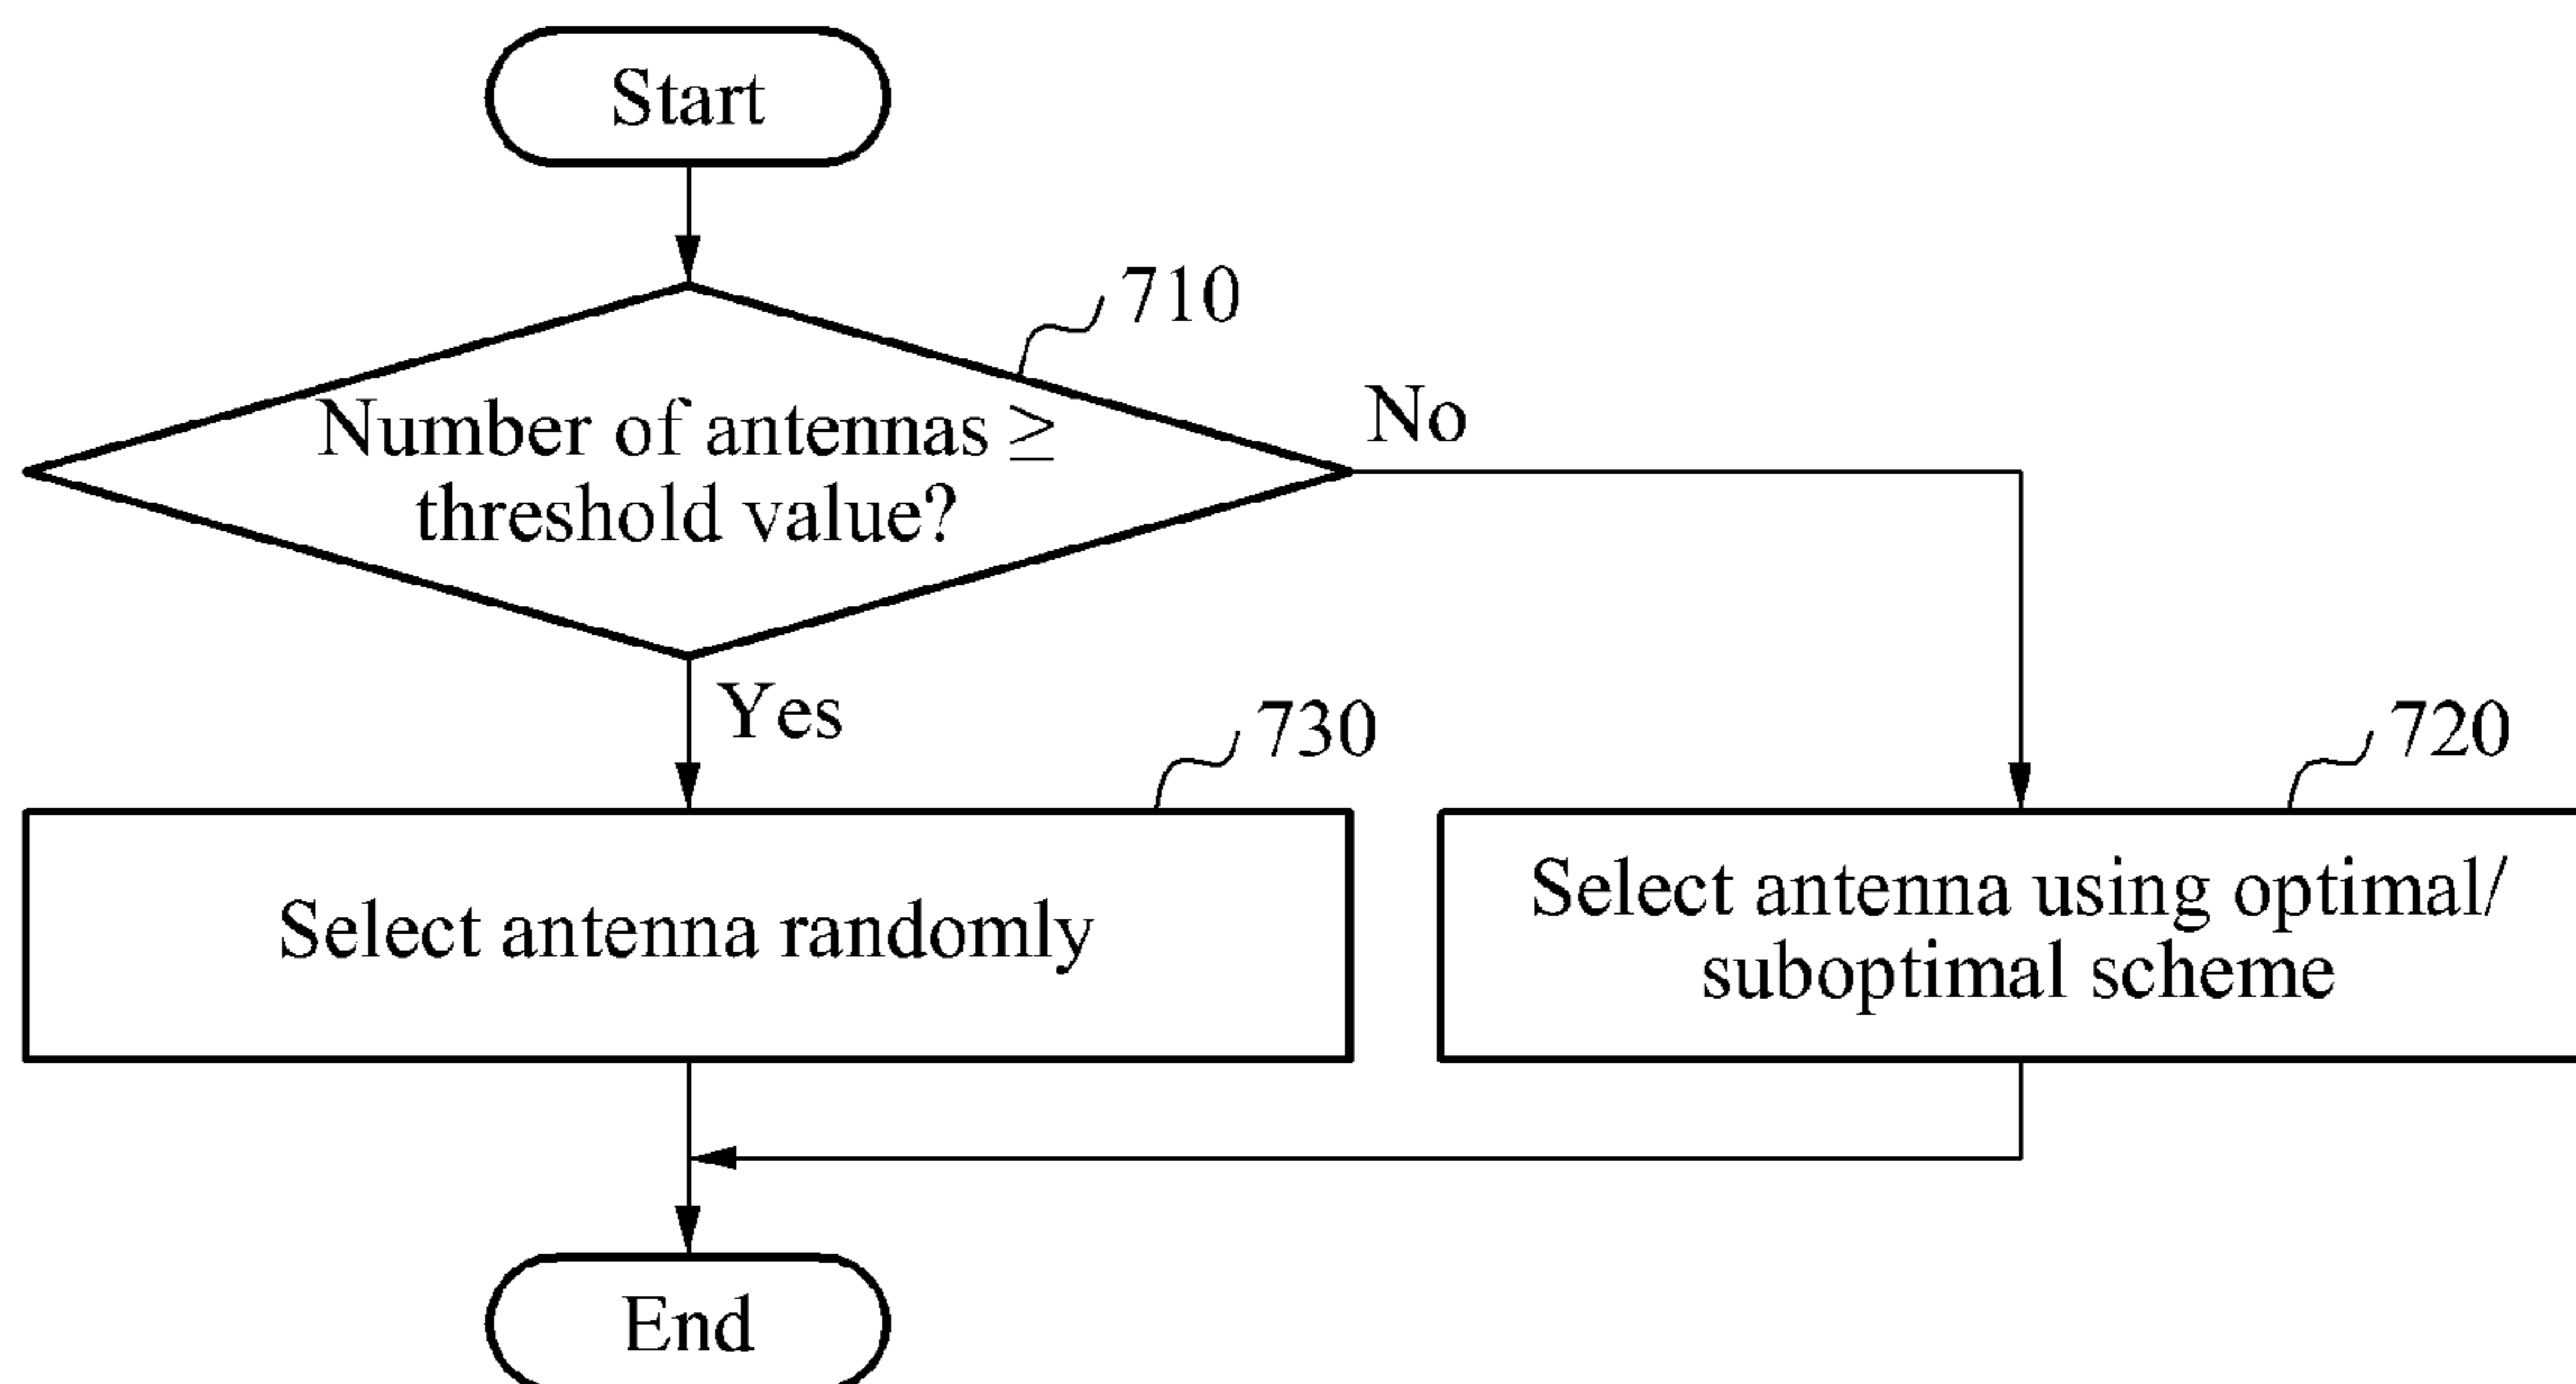 Start
710
Number of antennas ≥
threshold value?
No
Yes
730
720
Select antenna randomly
Select antenna using optimal/
suboptimal scheme
End